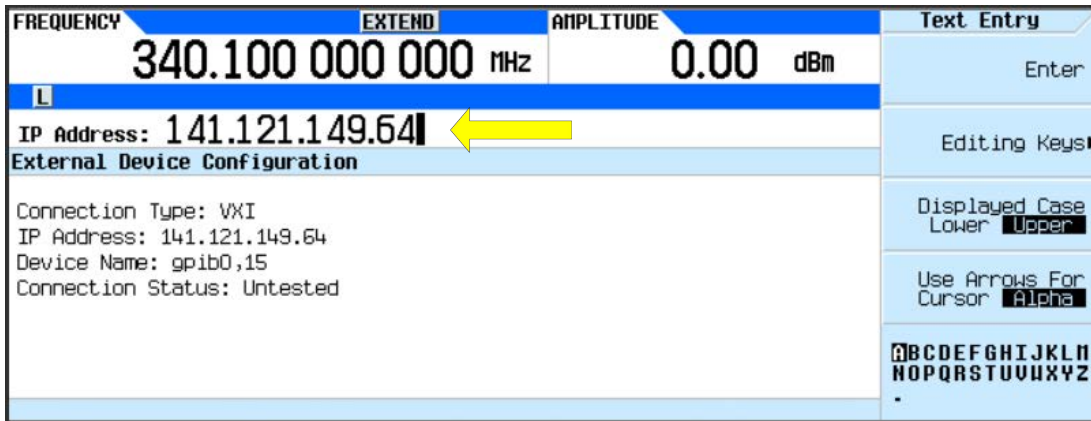 FREQUENCY EXTEND AMPLITUDE
340.100 000 000 MHz 0.00 dBm
L
IP Address: 141.121.149.64
External Device Configuration
Connection Type: VXI
IP Address: 141.121.149.64
Device Name: gpib0,15
Connection Status: Untested
Text Entry
Enter
Editing Keys
Displayed Case
Lower Upper
Use Arrows For
Cursor Alpha
ABCDEFGHIJKLM
NOPQRSTUVWXYZ
.